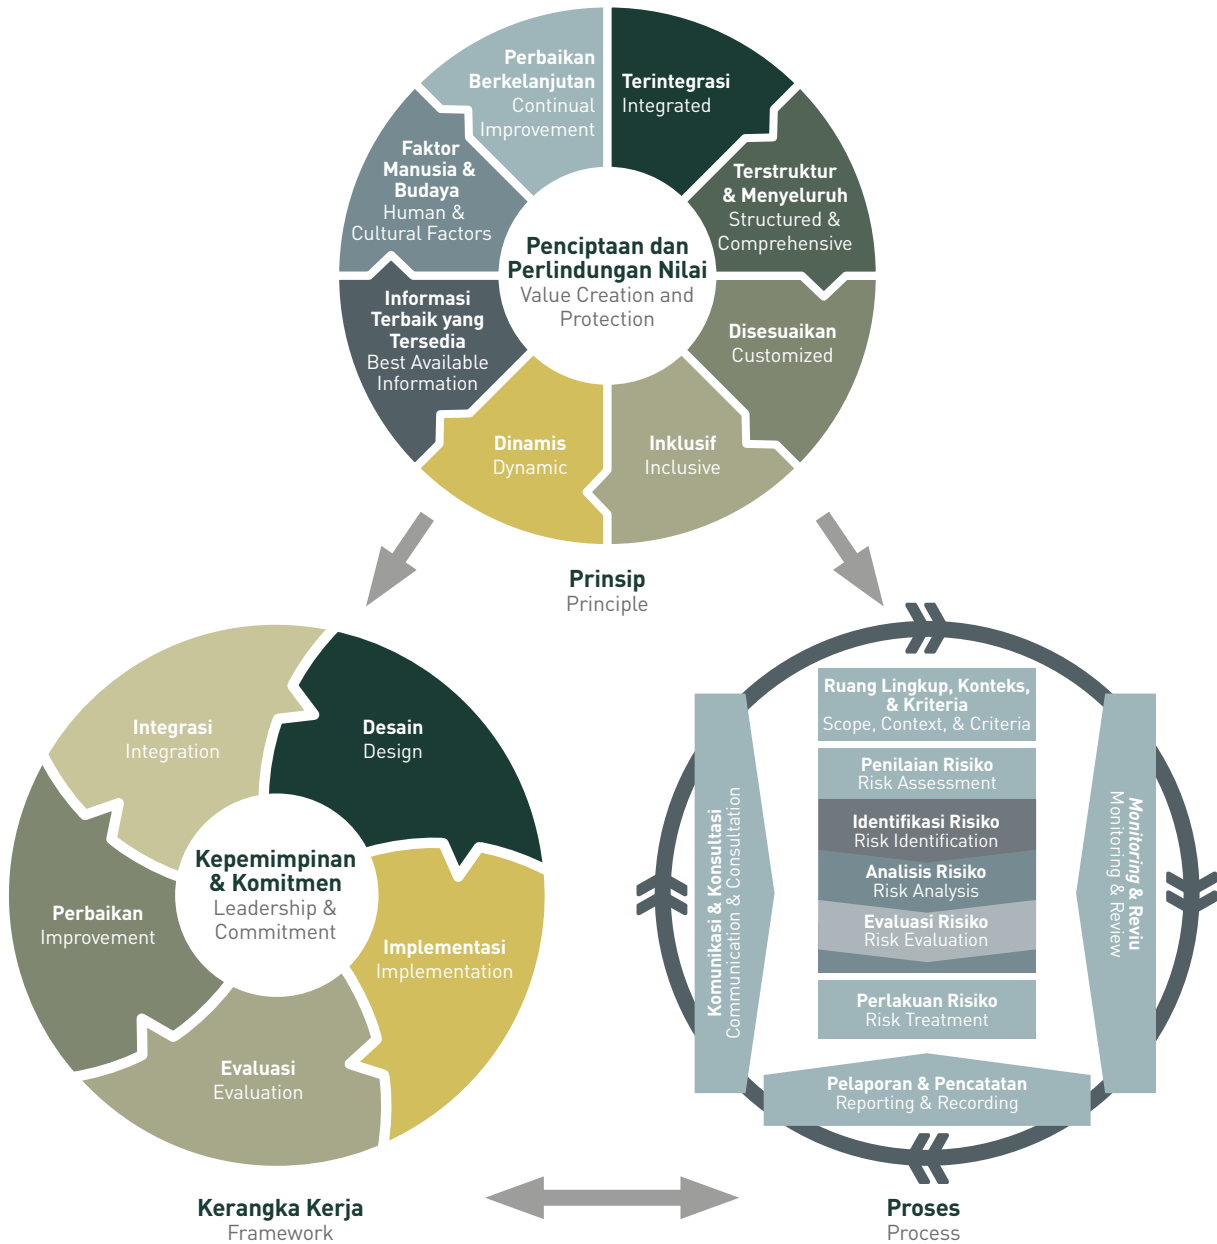 Perbaikan
Berkelanjutan
Continual
Improvement
Terintegrasi
Integrated
Terstruktur
& Menyeluruh
Structured &
Comprehensive
Disesuaikan
Customized
Inklusif
Inclusive
Dinamis
Dynamic
Informasi
Terbaik yang
Tersedia
Best Available
Information
Faktor
Manusia &
Budaya
Human &
Cultural Factors
Penciptaan dan
Perlindungan Nilai
Value Creation and
Protection
Prinsip
Principle
Integrasi
Integration
Desain
Design
Implementasi
Implementation
Evaluasi
Evaluation
Perbaikan
Improvement
Kepemimpinan
& Komitmen
Leadership &
Commitment
Kerangka Kerja
Framework
Ruang Lingkup, Konteks,
& Kriteria
Scope, Context, & Criteria
Penilaian Risiko
Risk Assessment
Identifikasi Risiko
Risk Identification
Analisis Risiko
Risk Analysis
Evaluasi Risiko
Risk Evaluation
Perlakuan Risiko
Risk Treatment
Komunikasi & Konsultasi
Communication & Consultation
Monitoring & Reviu
Monitoring & Review
Pelaporan & Pencatatan
Reporting & Recording
Proses
Process